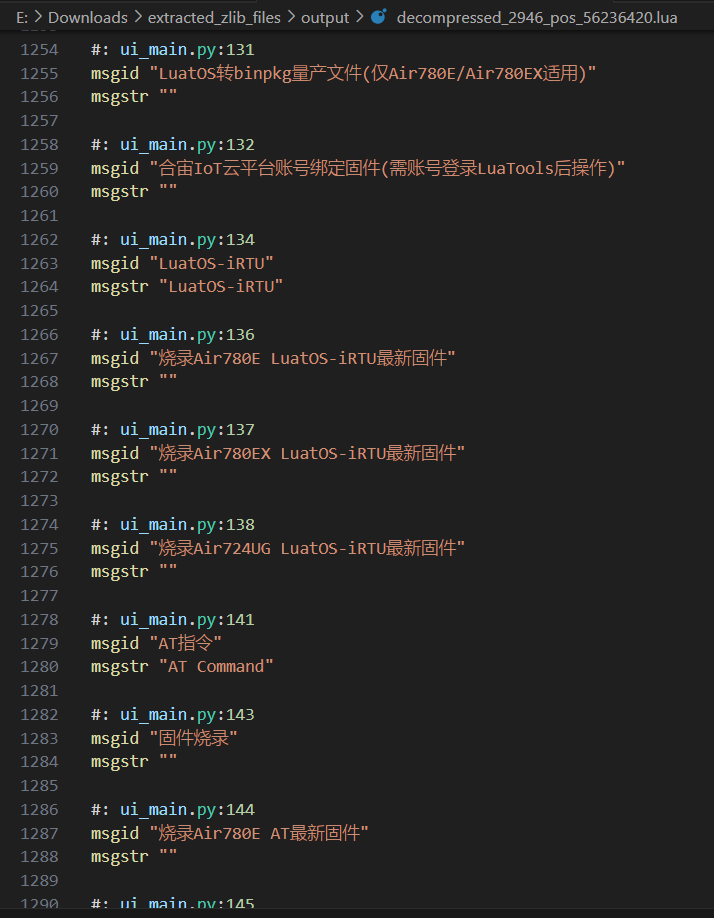 E: > Downloads > extracted_zlib_files > output > decompressed_2946_pos_56236420.lua
1254 #: ui_main.py:131
1255 msgid "LuatOS转binpkg量产文件(仅Air780E/Air780EX适用)"
1256 msgstr ""
1257
1258 #: ui_main.py:132
1259 msgid "合宙IoT云平台账号绑定固件(需账号登录LuaTools后操作)"
1260 msgstr ""
1261
1262 #: ui_main.py:134
1263 msgid "LuatOS-iRTU"
1264 msgstr "LuatOS-iRTU"
1265
1266 #: ui_main.py:136
1267 msgid "烧录Air780E LuatOS-iRTU最新固件"
1268 msgstr ""
1269
1270 #: ui_main.py:137
1271 msgid "烧录Air780EX LuatOS-iRTU最新固件"
1272 msgstr ""
1273
1274 #: ui_main.py:138
1275 msgid "烧录Air724UG LuatOS-iRTU最新固件"
1276 msgstr ""
1277
1278 #: ui_main.py:141
1279 msgid "AT指令"
1280 msgstr "AT Command"
1281
1282 #: ui_main.py:143
1283 msgid "固件烧录"
1284 msgstr ""
1285
1286 #: ui_main.py:144
1287 msgid "烧录Air780E AT最新固件"
1288 msgstr ""
1289
1290 #: ui_main.py:145